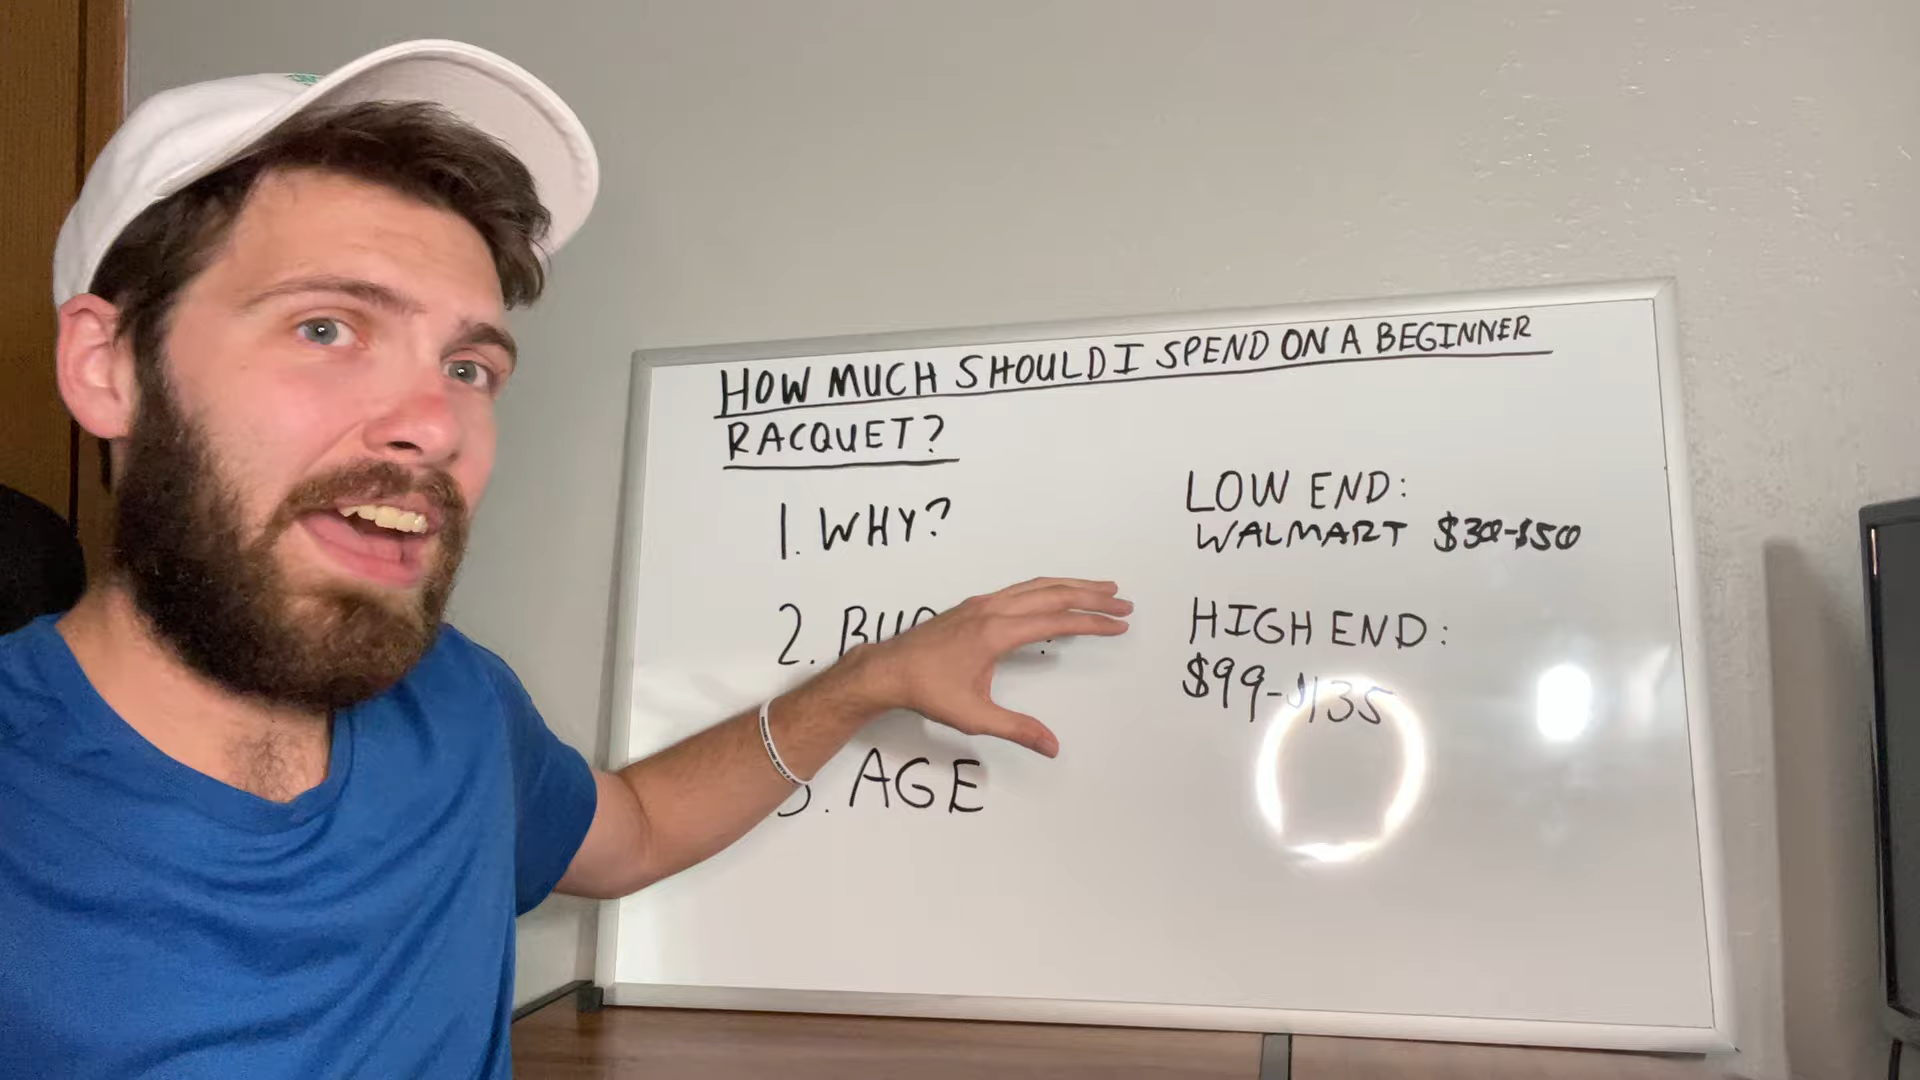 HOW MUCH SHOULD I SPEND ON A BEGINNER
RACQUET?
1. WHY?
2.
3. AGE
LOW END:
WALMART $30-$50
HIGH END:
$99-$135